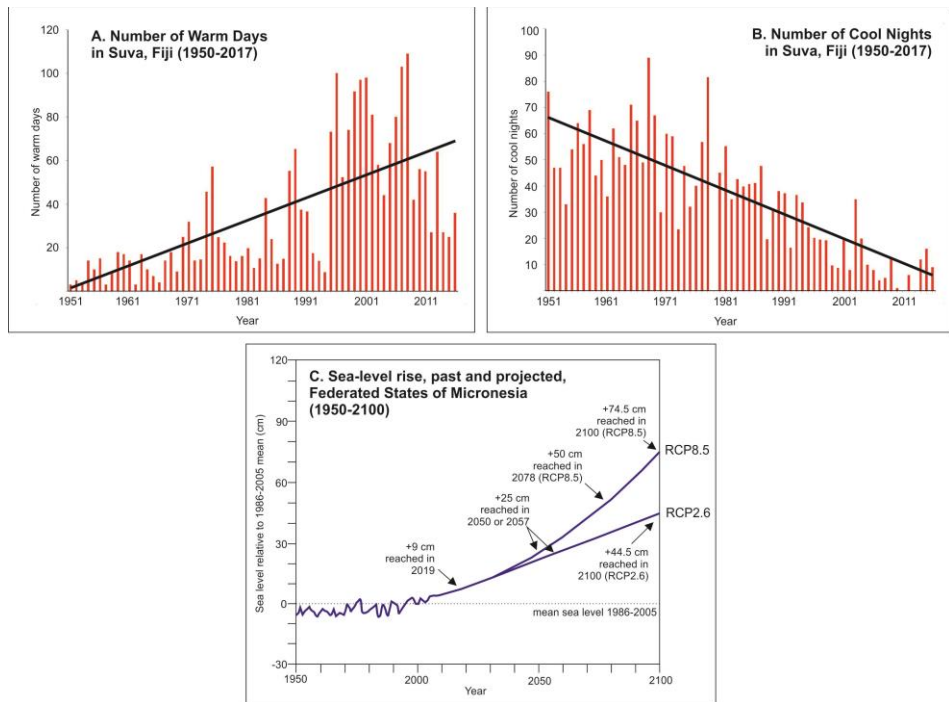 A. Number of Warm Days
in Suva, Fiji (1950-2017)
Number of warm days
120
100
80
60
40
20
1951
1961
1971
1981
1991
2001
2011
Year
B. Number of Cool Nights
in Suva, Fiji (1950-2017)
Number of cool nights
100
90
80
70
60
50
40
30
20
10
1951
1961
1971
1981
1991
2001
2011
Year
C. Sea-level rise, past and projected,
Federated States of Micronesia
(1950-2100)
Sea level relative to 1986-2005 mean (cm)
120
90
60
30
0
-30
+74.5 cm
reached in
2100 (RCP8.5)
RCP8.5
+50 cm
reached in
2078 (RCP8.5)
+25 cm
reached in
2050 or 2057
RCP2.6
+9 cm
reached in
2019
+44.5 cm
reached in
2100 (RCP2.6)
mean sea level 1986-2005
1950
2000
2050
2100
Year